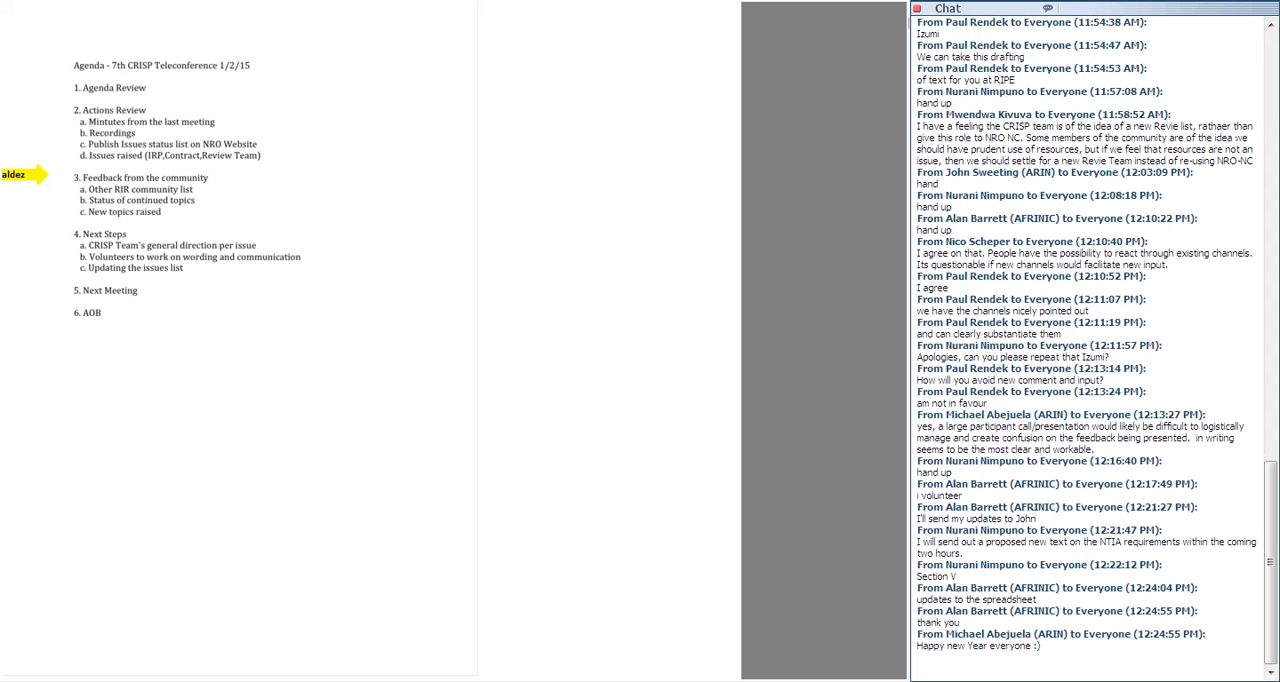 Agenda - 7th CRISP Teleconference 1/2/15
1. Agenda Review
2. Actions Review
a. Mintutes from the last meeting
b. Recordings
c. Publish Issues status list on NRO Website
d. Issues raised (IRP,Contract,Review Team)
aldez
3. Feedback from the community
a. Other RIR community list
b. Status of continued topics
c. New topics raised
4. Next Steps
a. CRISP Team's general direction per issue
b. Volunteers to work on wording and communication
c. Updating the issues list
5. Next Meeting
6. AOB
Chat
From Paul Rendek to Everyone (11:54:38 AM):
Izumi
From Paul Rendek to Everyone (11:54:47 AM):
We can take this drafting
From Paul Rendek to Everyone (11:54:53 AM):
of text for you at RIPE
From Nurani Nimpuno to Everyone (11:57:08 AM):
hand up
From Mwendwa Kivuva to Everyone (11:58:52 AM):
I have a feeling the CRISP team is of the idea of a new Revie list, rathaer than
give this role to NRO NC. Some members of the community are of the idea we
should have prudent use of resources, but if we feel that resources are not an
issue, then we should settle for a new Revie Team instead of re-using NRO-NC
From John Sweeting (ARIN) to Everyone (12:03:09 PM):
hand
From Nurani Nimpuno to Everyone (12:08:18 PM):
hand up
From Alan Barrett (AFRINIC) to Everyone (12:10:22 PM):
hand up
From Nico Scheper to Everyone (12:10:40 PM):
I agree on that. People have the possibility to react through existing channels.
Its questionable if new channels would facilitate new input.
From Paul Rendek to Everyone (12:10:52 PM):
I agree
From Paul Rendek to Everyone (12:11:07 PM):
we have the channels nicely pointed out
From Paul Rendek to Everyone (12:11:19 PM):
and can clearly substantiate them
From Nurani Nimpuno to Everyone (12:11:57 PM):
Apologies, can you please repeat that Izumi?
From Paul Rendek to Everyone (12:13:14 PM):
How will you avoid new comment and input?
From Paul Rendek to Everyone (12:13:24 PM):
am not in favour
From Michael Abejuela (ARIN) to Everyone (12:13:27 PM):
yes, a large participant call/presentation would likely be difficult to logistically
manage and create confusion on the feedback being presented.  in writing
seems to be the most clear and workable.
From Nurani Nimpuno to Everyone (12:16:40 PM):
hand up
From Alan Barrett (AFRINIC) to Everyone (12:17:49 PM):
i volunteer
From Alan Barrett (AFRINIC) to Everyone (12:21:27 PM):
I'll send my updates to John
From Nurani Nimpuno to Everyone (12:21:47 PM):
I will send out a proposed new text on the NTIA requirements within the coming
two hours.
From Nurani Nimpuno to Everyone (12:22:12 PM):
Section V
From Alan Barrett (AFRINIC) to Everyone (12:24:04 PM):
updates to the spreadsheet
From Alan Barrett (AFRINIC) to Everyone (12:24:55 PM):
thank you
From Michael Abejuela (ARIN) to Everyone (12:24:55 PM):
Happy new Year everyone :)